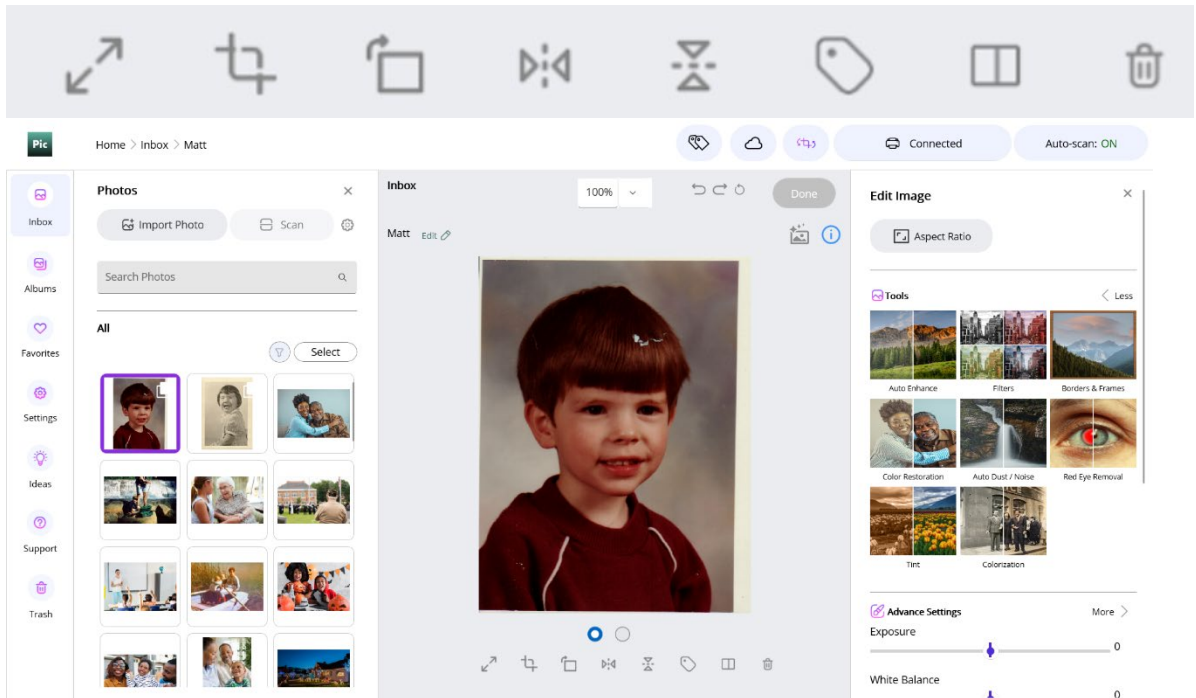 Pic
Home > Inbox > Matt
Connected
Auto-scan: ON
Inbox
Albums
Favorites
Settings
Ideas
Support
Trash
Photos
Import Photo
Scan
Search Photos
All
Select
Inbox
100%
Done
Matt Edit
Edit Image
Aspect Ratio
Tools
< Less
Auto Enhance
Filters
Borders & Frames
Color Restoration
Auto Dust / Noise
Red Eye Removal
Tint
Colorization
Advance Settings
More >
Exposure
0
White Balance
0